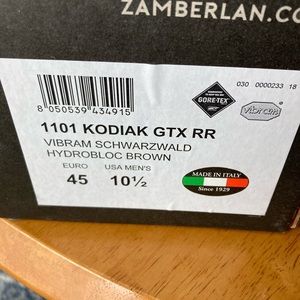 ZAMBERLAN.CO
030 0000233 18
GORE-TEX
vibram
8 050539 434915
1101 KODIAK GTX RR
VIBRAM SCHWARZWALD
HYDROBLOC BROWN
EURO USA MEN'S
45 10½
MADE IN ITALY
Since 1929